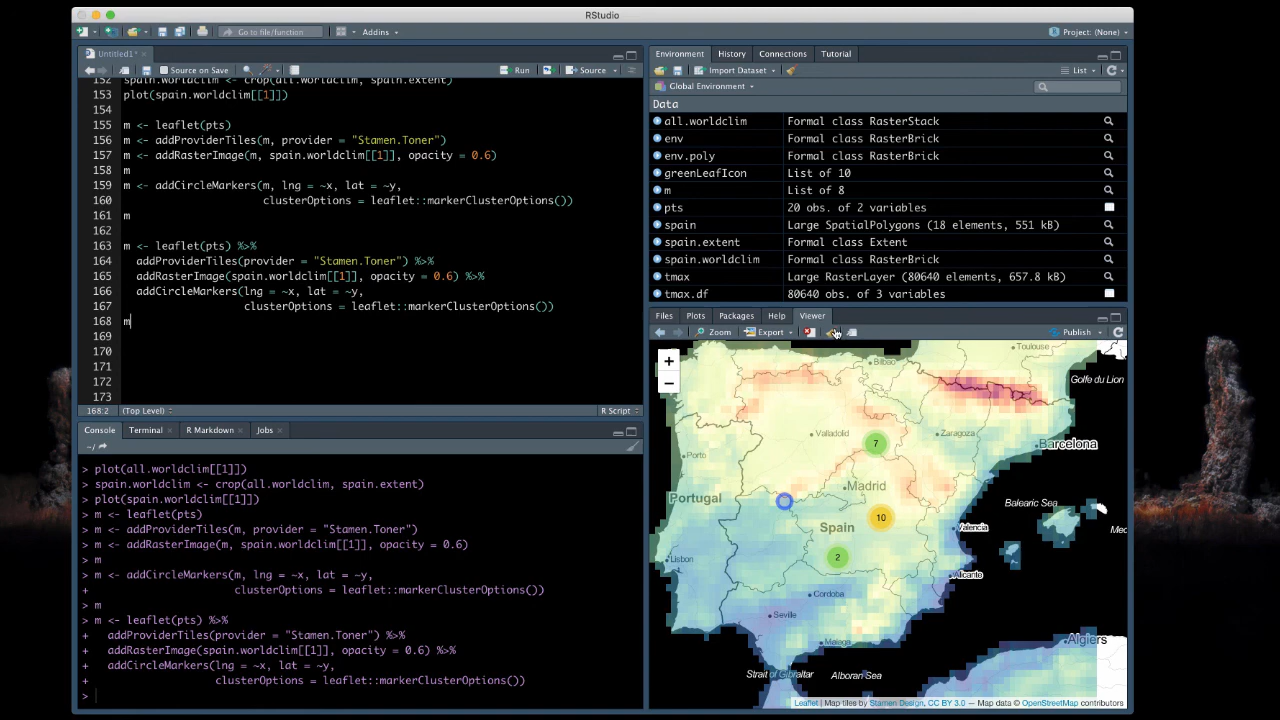 RStudio
Go to file/function
Addins
Project: (None)
Untitled1*
Source on Save
Run
Source
152 spain.worldclim <- crop(all.worldclim, spain.extent)
153 plot(spain.worldclim[[1]])
154
155 m <- leaflet(pts)
156 m <- addProviderTiles(m, provider = "Stamen.Toner")
157 m <- addRasterImage(m, spain.worldclim[[1]], opacity = 0.6)
158 m
159 m <- addCircleMarkers(m, lng = ~x, lat = ~y,
160 clusterOptions = leaflet::markerClusterOptions())
161 m
162
163 m <- leaflet(pts) %>%
164 addProviderTiles(provider = "Stamen.Toner") %>%
165 addRasterImage(spain.worldclim[[1]], opacity = 0.6) %>%
166 addCircleMarkers(lng = ~x, lat = ~y,
167 clusterOptions = leaflet::markerClusterOptions())
168 m
169
170
171
172
173
168:2 (Top Level) R Script
Console Terminal R Markdown Jobs
~/
> plot(all.worldclim[[1]])
> spain.worldclim <- crop(all.worldclim, spain.extent)
> plot(spain.worldclim[[1]])
> m <- leaflet(pts)
> m <- addProviderTiles(m, provider = "Stamen.Toner")
> m <- addRasterImage(m, spain.worldclim[[1]], opacity = 0.6)
> m
> m <- addCircleMarkers(m, lng = ~x, lat = ~y,
+ clusterOptions = leaflet::markerClusterOptions())
> m
> m <- leaflet(pts) %>%
+ addProviderTiles(provider = "Stamen.Toner") %>%
+ addRasterImage(spain.worldclim[[1]], opacity = 0.6) %>%
+ addCircleMarkers(lng = ~x, lat = ~y,
+ clusterOptions = leaflet::markerClusterOptions())
>
Environment History Connections Tutorial
Import Dataset
List
Global Environment
Data
all.worldclim Formal class RasterStack
env Formal class RasterBrick
env.poly Formal class RasterBrick
greenLeafIcon List of 10
m List of 8
pts 20 obs. of 2 variables
spain Large SpatialPolygons (18 elements, 551 kB)
spain.extent Formal class Extent
spain.worldclim Formal class RasterBrick
tmax Large RasterLayer (80640 elements, 657.8 kB)
tmax.df 80640 obs. of 3 variables
Files Plots Packages Help Viewer
Zoom Export Publish
+
−
Toulouse
Bilbao
Golfe du Lion
Valladolid
7
Zaragoza
Barcelona
Porto
Madrid
Portugal
Balearic Sea
10
Spain
Valencia
Lisbon
2
Alicante
Cordoba
Seville
Malaga
Algiers
Strait of Gibraltar
Alboran Sea
Leaflet | Map tiles by Stamen Design, CC BY 3.0 — Map data © OpenStreetMap contributors